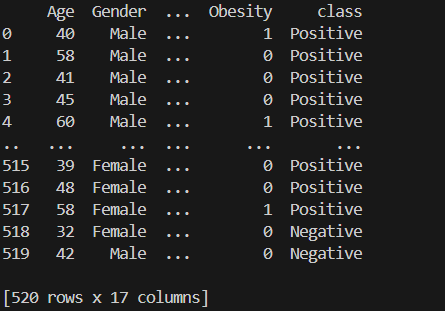 Age Gender ... Obesity class
0 40 Male ... 1 Positive
1 58 Male ... 0 Positive
2 41 Male ... 0 Positive
3 45 Male ... 0 Positive
4 60 Male ... 1 Positive
.. ... ... ... ... ...
515 39 Female ... 0 Positive
516 48 Female ... 0 Positive
517 58 Female ... 1 Positive
518 32 Female ... 0 Negative
519 42 Male ... 0 Negative
[520 rows x 17 columns]